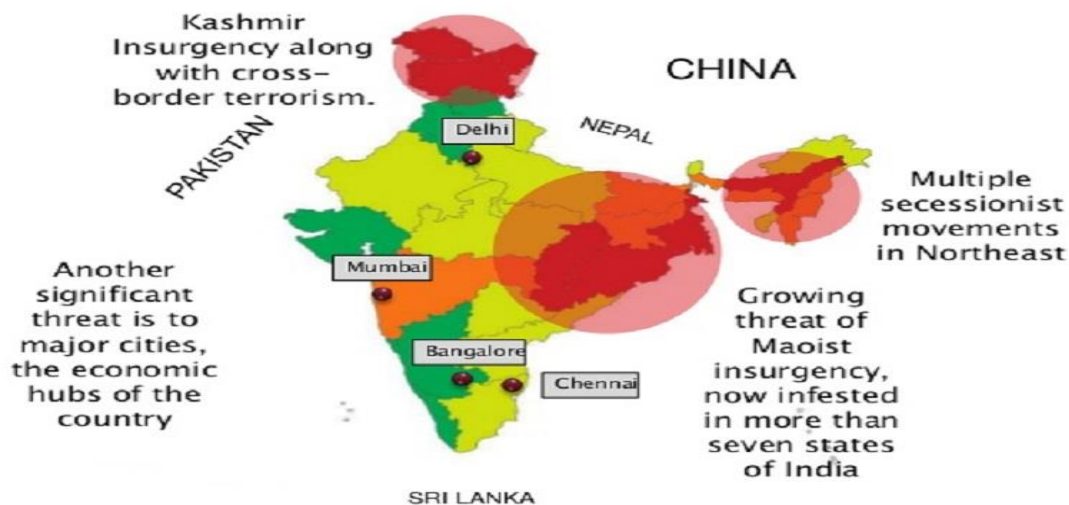 Kashmir
Insurgency along
with cross-
border terrorism.
CHINA
Delhi
NEPAL
PAKISTAN
Multiple
secessionist
movements
in Northeast
Another
significant
threat is to
major cities,
the economic
hubs of the
country
Mumbai
Growing
threat of
Maoist
insurgency,
now infested
in more than
seven states
of India
Bangalore
Chennai
SRI LANKA